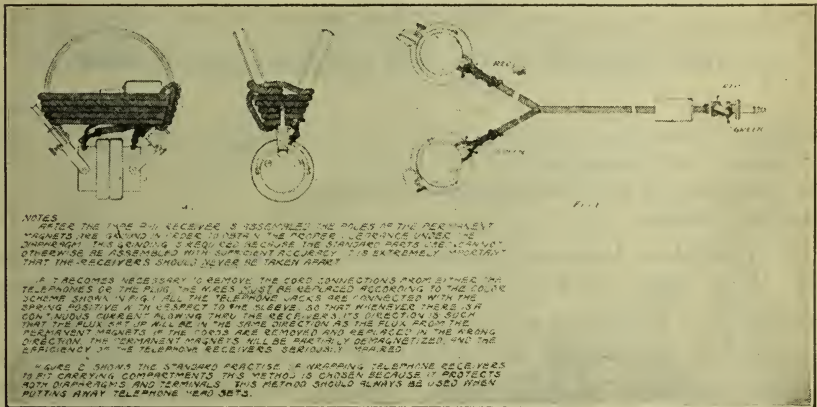 RED
RED
GREEN
GREEN
FIG. 1
NOTES
AFTER THE TYPE RECEIVER IS ASSEMBLED THE POLES OF THE PERMANENT
MAGNETS ARE GROUND IN ORDER TO OBTAIN THE PROPER CLEARANCE UNDER THE
DIAPHRAGM. THIS GRINDING IS REQUIRED BECAUSE THE STANDARD PARTS USED CANNOT
OTHERWISE BE ASSEMBLED WITH SUFFICIENT ACCURACY. IT IS EXTREMELY IMPORTANT
THAT THE RECEIVERS SHOULD NEVER BE TAKEN APART
IF IT BECOMES NECESSARY TO REMOVE THE CORD CONNECTIONS FROM EITHER THE
TELEPHONES OR THE PLUG, THE WIRES MUST BE REPLACED ACCORDING TO THE COLOR
SCHEME SHOWN IN FIG. 1 ALL THE TELEPHONE JACKS ARE CONNECTED WITH THE
SPRING POSITIVE WITH RESPECT TO THE SLEEVE, SO THAT WHENEVER THERE IS A
CONTINUOUS CURRENT FLOWING THRU THE RECEIVERS, ITS DIRECTION IS SUCH
THAT THE FLUX SET UP WILL BE IN THE SAME DIRECTION AS THE FLUX FROM THE
PERMANENT MAGNETS. IF THE CORDS ARE REMOVED AND REPLACED IN THE WRONG
DIRECTION, THE PERMANENT MAGNETS WILL BE PARTIALLY DEMAGNETIZED, AND THE
EFFICIENCY OF THE TELEPHONE RECEIVERS SERIOUSLY IMPAIRED
FIGURE 2 SHOWS THE STANDARD PRACTISE OF WRAPPING TELEPHONE RECEIVERS
TO FIT CARRYING COMPARTMENTS THIS METHOD IS CHOSEN BECAUSE IT PROTECTS
BOTH DIAPHRAGMS AND TERMINALS. THIS METHOD SHOULD ALWAYS BE USED WHEN
PUTTING AWAY TELEPHONE HEAD SETS.